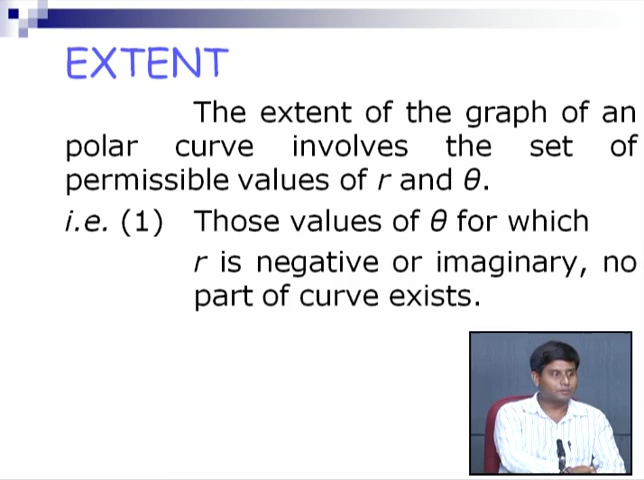 EXTENT
The extent of the graph of an
polar curve involves the set of
permissible values of r and θ.
i.e. (1) Those values of θ for which
r is negative or imaginary, no
part of curve exists.